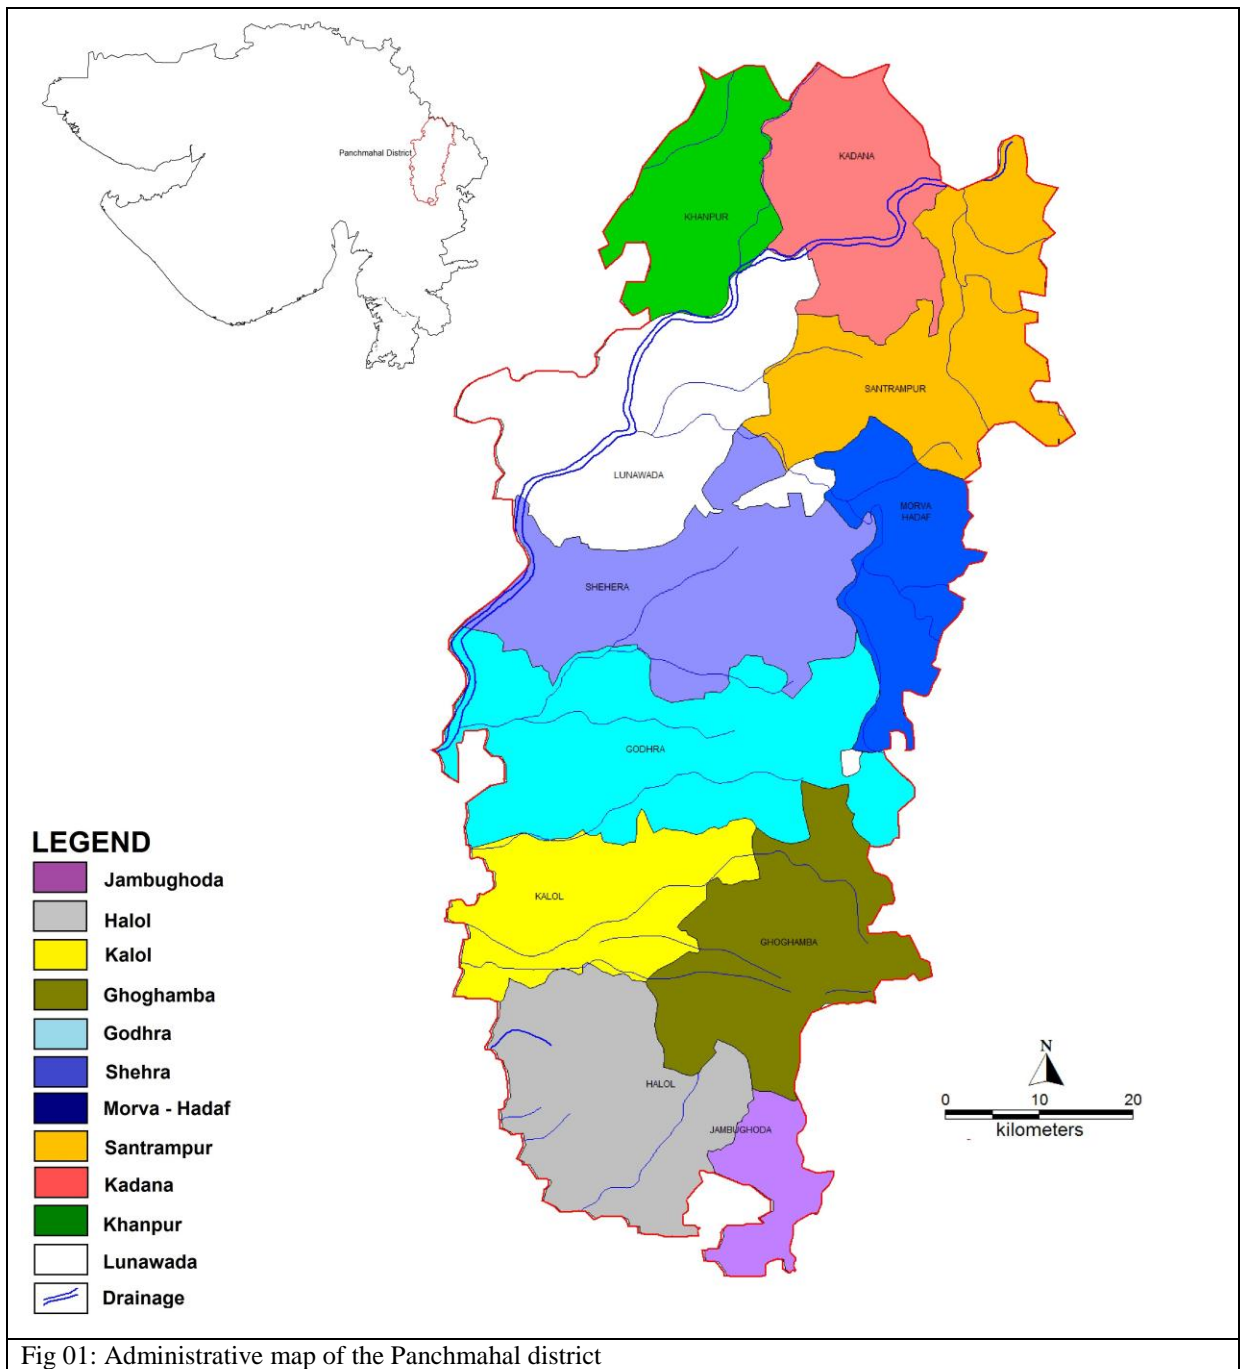 Panchmahal District
KADANA
KHANPUR
SANTRAMPUR
LUNAWADA
MORVA
HADAF
SHEHERA
GODHRA
KALOL
GHOGHAMBA
HALOL
JAMBUGHODA
LEGEND
Jambughoda
Halol
Kalol
Ghoghamba
Godhra
Shehra
Morva - Hadaf
Santrampur
Kadana
Khanpur
Lunawada
Drainage
N
0 10 20
kilometers
Fig 01: Administrative map of the Panchmahal district